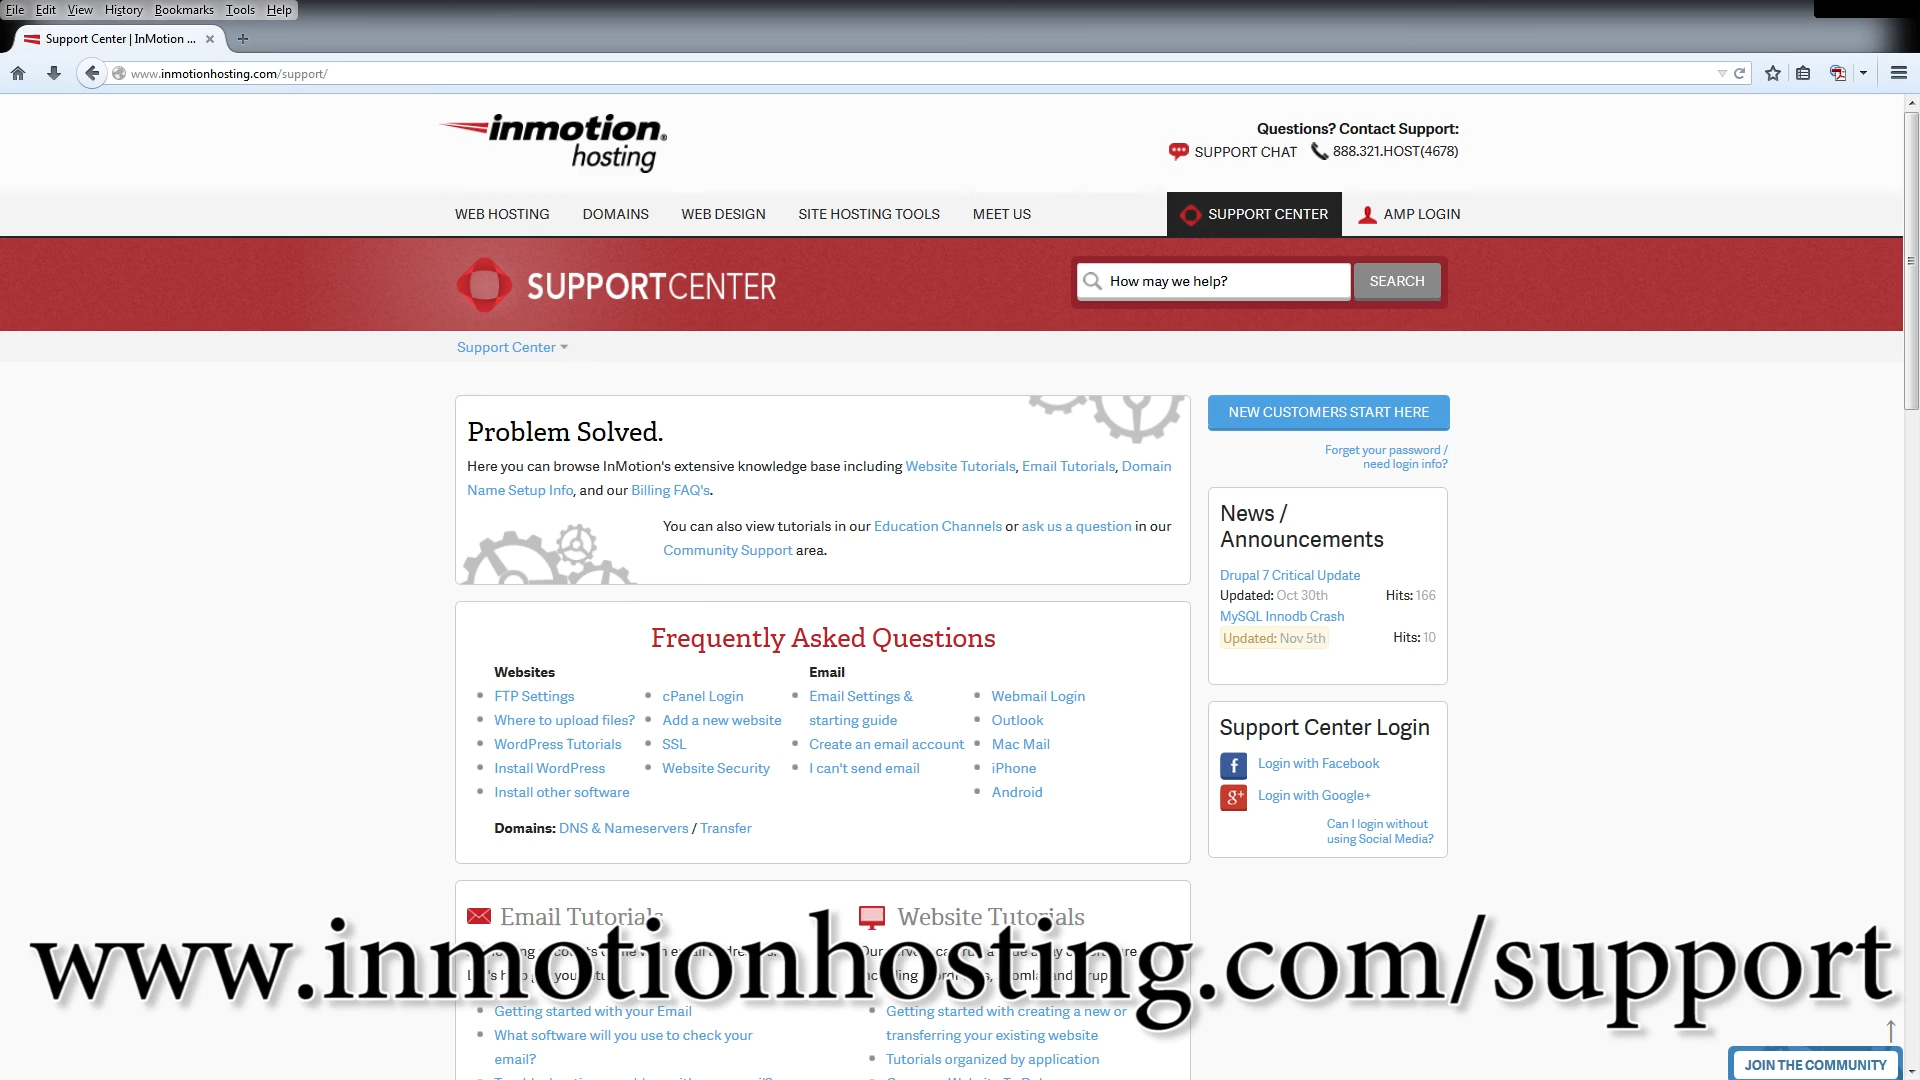 File Edit View History Bookmarks Tools Help
Support Center | InMotion ...
www.inmotionhosting.com/support/
inmotion hosting
Questions? Contact Support:
SUPPORT CHAT 888.321.HOST(4678)
WEB HOSTING DOMAINS WEB DESIGN SITE HOSTING TOOLS MEET US SUPPORT CENTER AMP LOGIN
SUPPORTCENTER
How may we help? SEARCH
Support Center
Problem Solved.
Here you can browse InMotion's extensive knowledge base including Website Tutorials, Email Tutorials, Domain
Name Setup Info, and our Billing FAQ's.
You can also view tutorials in our Education Channels or ask us a question in our
Community Support area.
NEW CUSTOMERS START HERE
Forget your password /
need login info?
News /
Announcements
Drupal 7 Critical Update
Updated: Oct 30th Hits: 166
MySQL Innodb Crash
Updated: Nov 5th Hits: 10
Frequently Asked Questions
Websites
FTP Settings
Where to upload files?
WordPress Tutorials
Install WordPress
Install other software
cPanel Login
Add a new website
SSL
Website Security
Email
Email Settings &
starting guide
Create an email account
I can't send email
Webmail Login
Outlook
Mac Mail
iPhone
Android
Domains: DNS & Nameservers / Transfer
Support Center Login
Login with Facebook
Login with Google+
Can I login without
using Social Media?
Email Tutorials
Getting started with your Email
What software will you use to check your
email?
Website Tutorials
Getting started with creating a new or
transferring your existing website
Tutorials organized by application
www.inmotionhosting.com/support
JOIN THE COMMUNITY